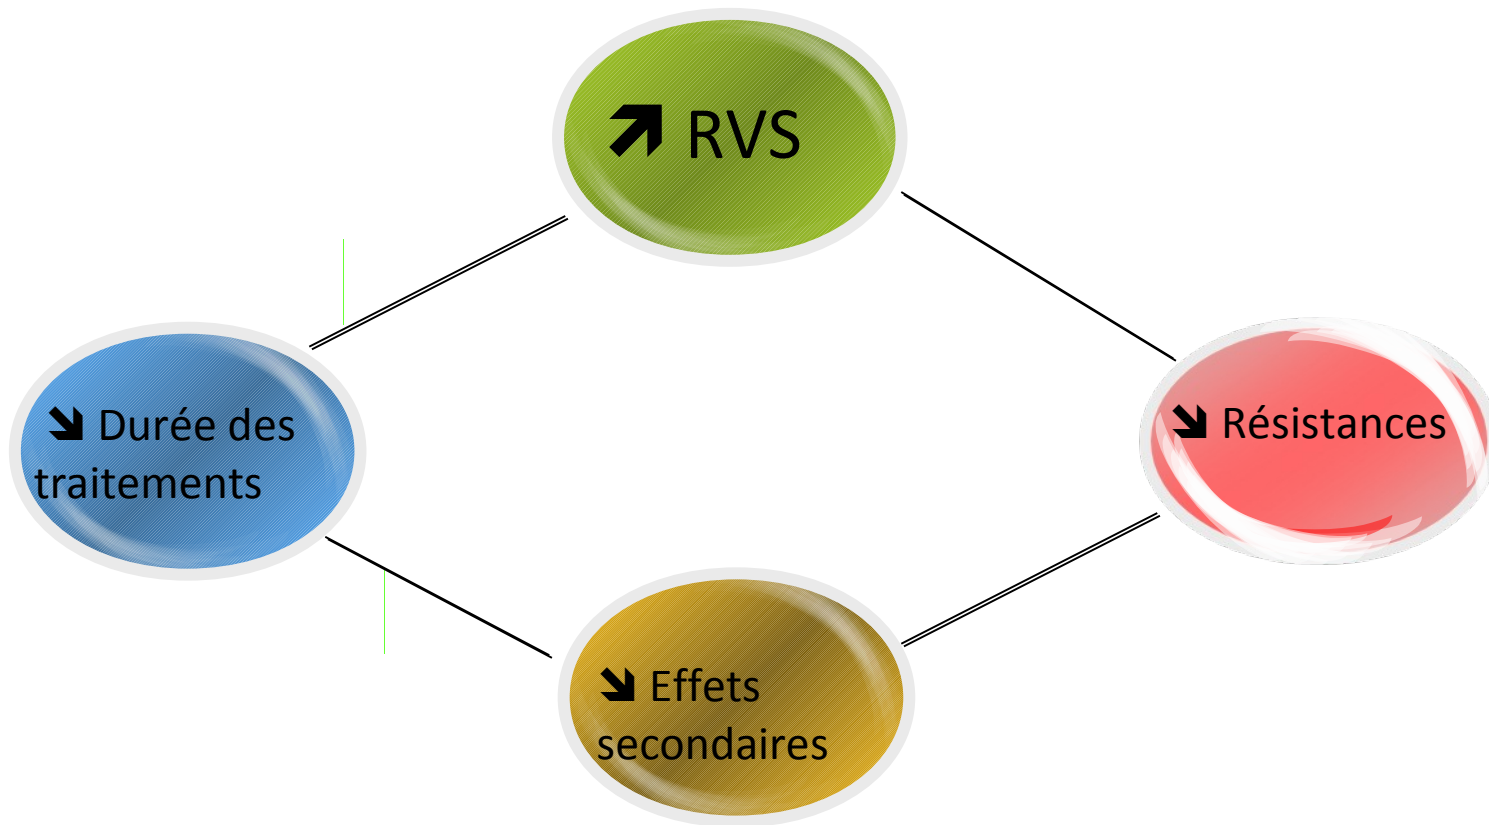 🡽 RVS
🡾 Durée des
traitements
🡾 Résistances
🡾 Effets
secondaires